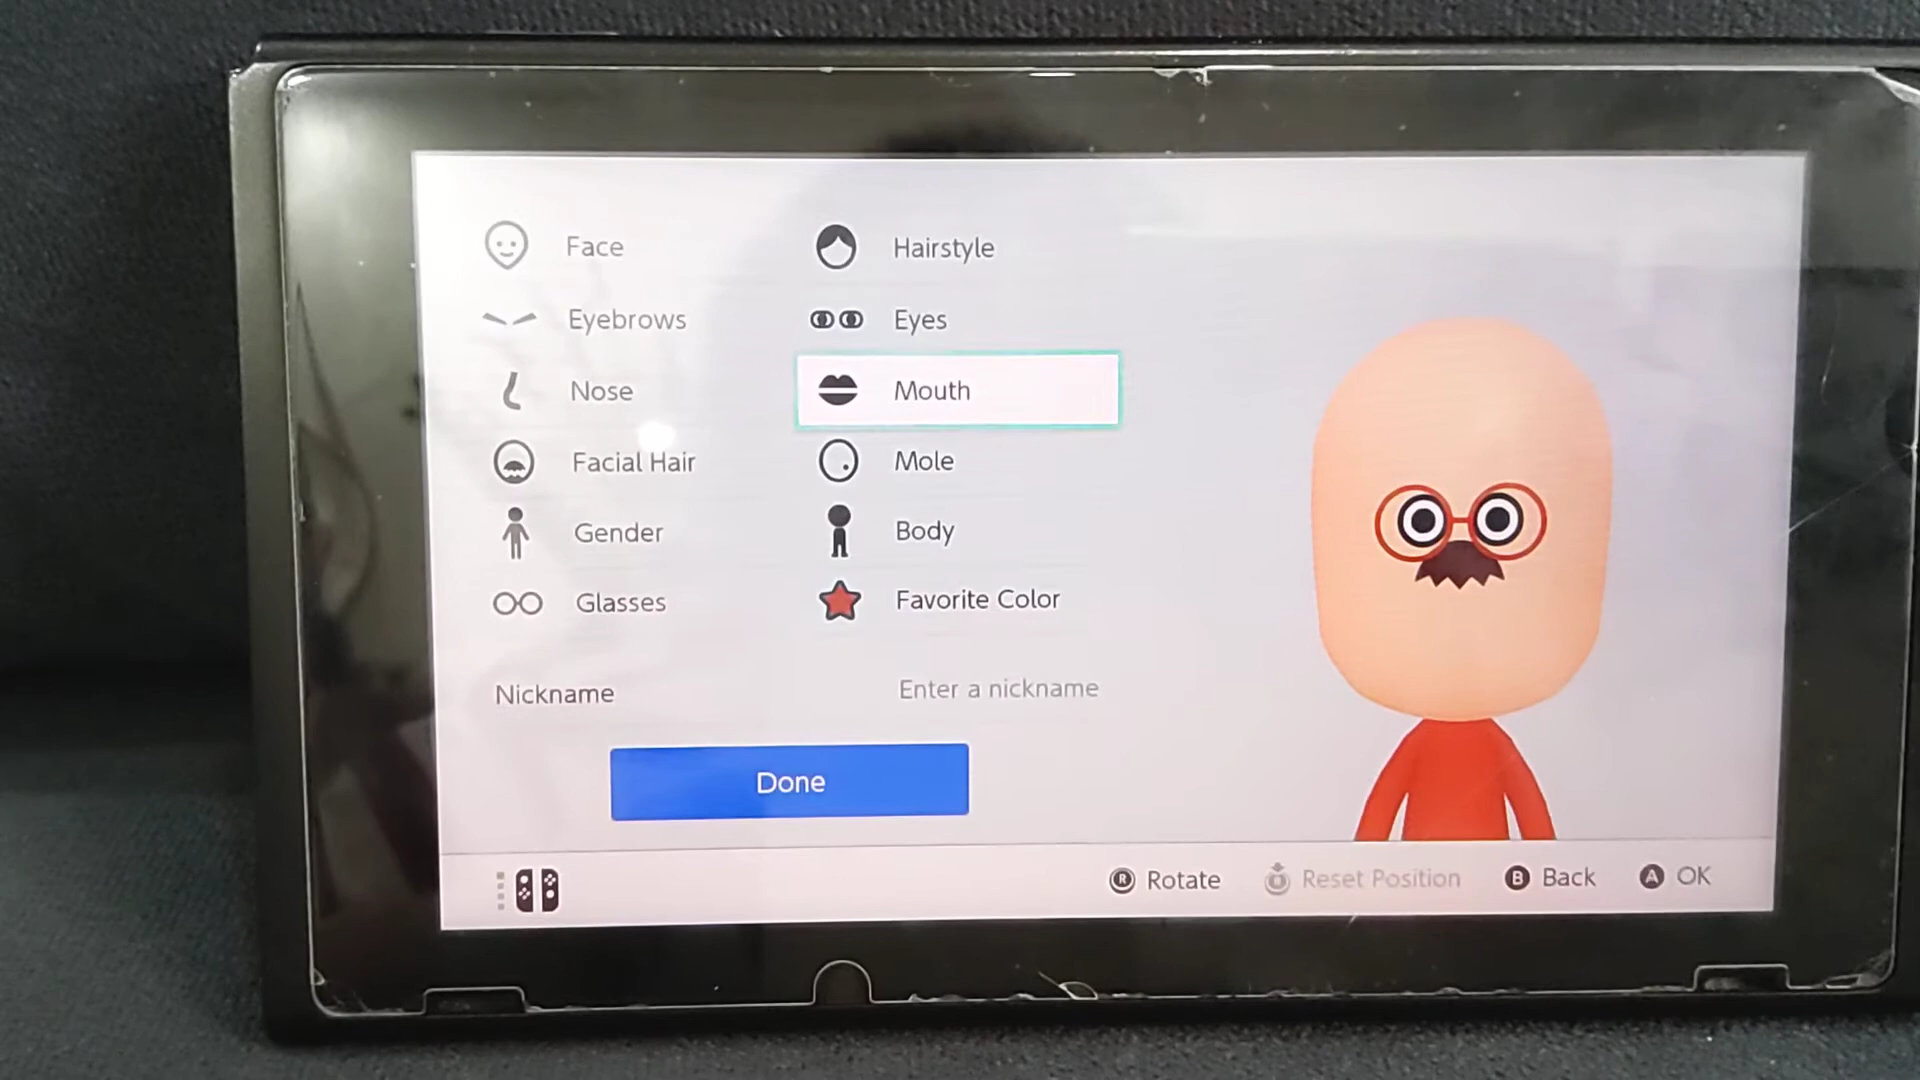 Face
Hairstyle
Eyebrows
Eyes
Nose
Mouth
Facial Hair
Mole
Gender
Body
Glasses
Favorite Color
Nickname
Enter a nickname
Done
R Rotate
R Reset Position
B Back
A OK